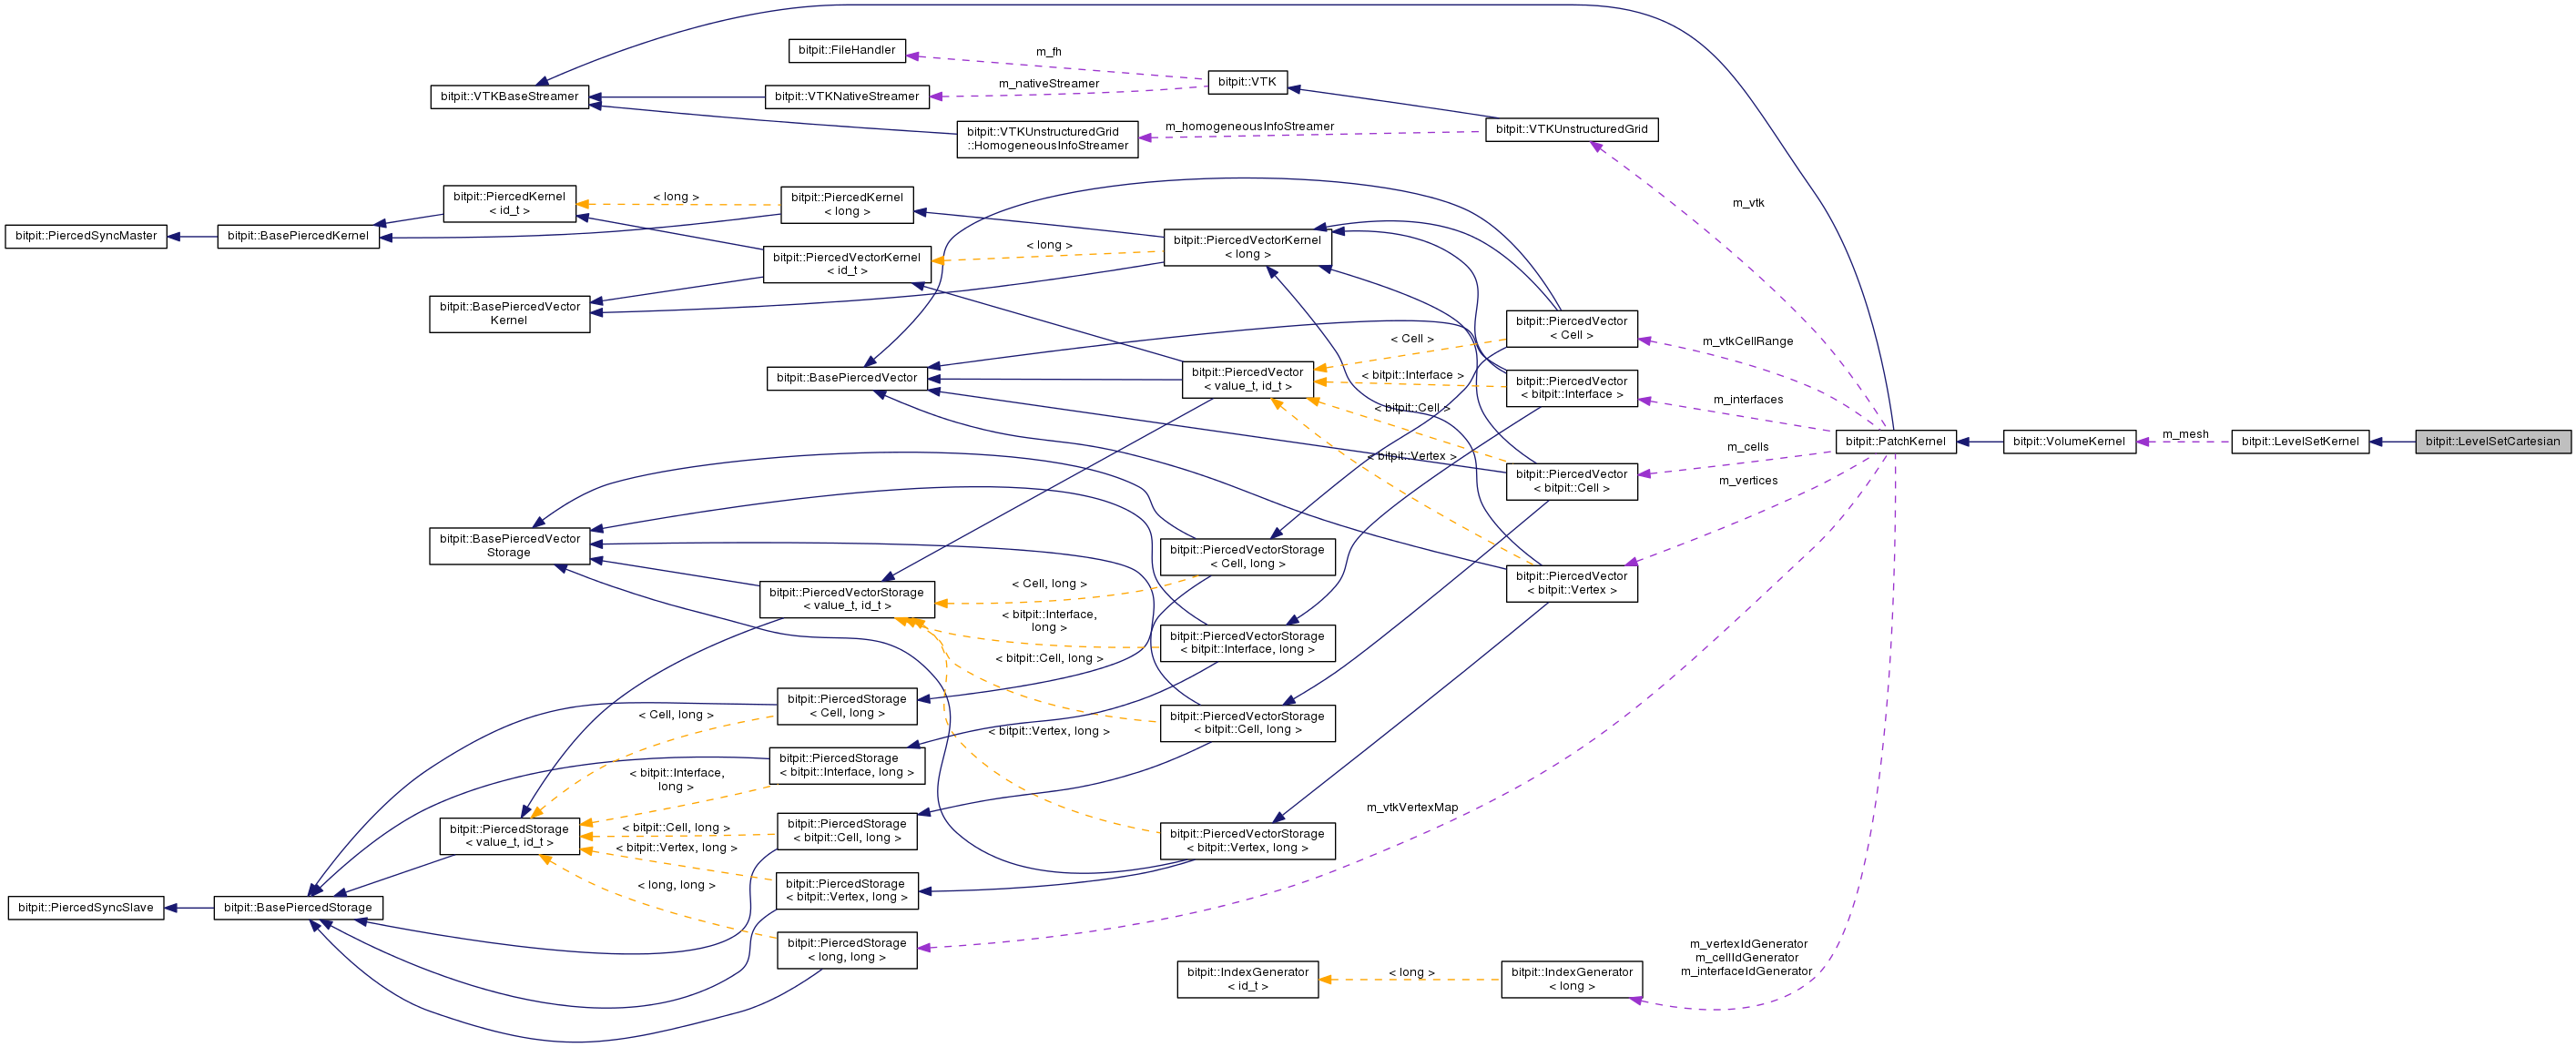 bitpit::FileHandler
m_fh
bitpit::VTK
m_nativeStreamer
bitpit::VTKBaseStreamer
bitpit::VTKNativeStreamer
bitpit::VTKUnstructuredGrid
::HomogeneousInfoStreamer
m_homogeneousInfoStreamer
bitpit::VTKUnstructuredGrid
m_vtk
bitpit::PiercedKernel
< id_t >
< long >
bitpit::PiercedKernel
< long >
bitpit::PiercedSyncMaster
bitpit::BasePiercedKernel
bitpit::PiercedVectorKernel
< id_t >
< long >
bitpit::PiercedVectorKernel
< long >
bitpit::BasePiercedVector
Kernel
bitpit::PiercedVector
< Cell >
< Cell >
m_vtkCellRange
bitpit::BasePiercedVector
bitpit::PiercedVector
< value_t, id_t >
< bitpit::Interface >
bitpit::PiercedVector
< bitpit::Interface >
m_interfaces
< bitpit::Cell >
bitpit::PatchKernel
bitpit::VolumeKernel
m_mesh
bitpit::LevelSetKernel
bitpit::LevelSetCartesian
m_cells
< bitpit::Vertex >
bitpit::PiercedVector
< bitpit::Cell >
m_vertices
bitpit::BasePiercedVector
Storage
bitpit::PiercedVectorStorage
< Cell, long >
bitpit::PiercedVector
< bitpit::Vertex >
bitpit::PiercedVectorStorage
< value_t, id_t >
< Cell, long >
< bitpit::Interface,
long >
bitpit::PiercedVectorStorage
< bitpit::Interface, long >
< bitpit::Cell, long >
bitpit::PiercedStorage
< Cell, long >
< Cell, long >
bitpit::PiercedVectorStorage
< bitpit::Cell, long >
< bitpit::Vertex, long >
bitpit::PiercedStorage
< bitpit::Interface, long >
< bitpit::Interface,
long >
m_vtkVertexMap
bitpit::PiercedStorage
< value_t, id_t >
< bitpit::Cell, long >
bitpit::PiercedStorage
< bitpit::Cell, long >
bitpit::PiercedVectorStorage
< bitpit::Vertex, long >
< bitpit::Vertex, long >
bitpit::PiercedStorage
< bitpit::Vertex, long >
< long, long >
bitpit::PiercedSyncSlave
bitpit::BasePiercedStorage
bitpit::PiercedStorage
< long, long >
m_vertexIdGenerator
m_cellIdGenerator
m_interfaceIdGenerator
bitpit::IndexGenerator
< id_t >
< long >
bitpit::IndexGenerator
< long >